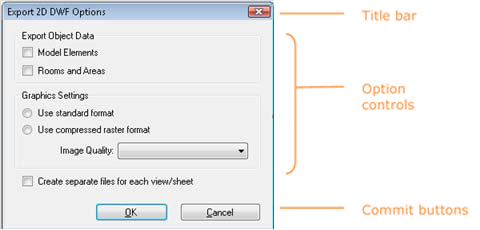 Export 2D DWF Options
Title bar
Export Object Data
Model Elements
Rooms and Areas
Option
controls
Graphics Settings
Use standard format
Use compressed raster format
Image Quality:
Create separate files for each view/sheet
OK
Cancel
Commit buttons